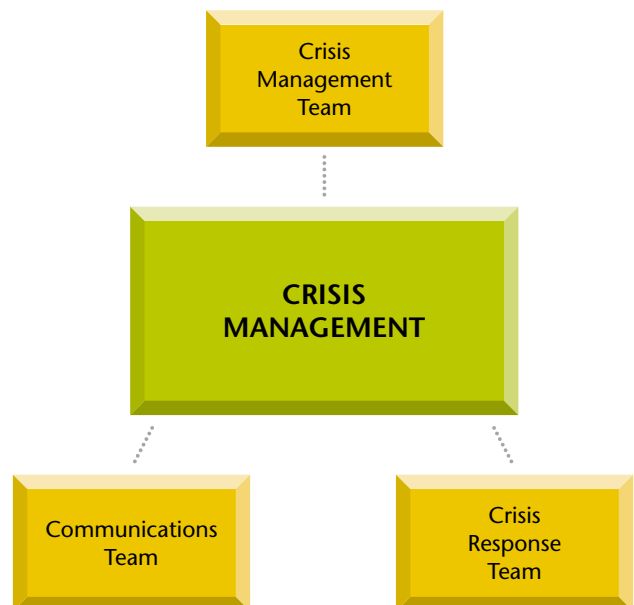 Crisis
Management
Team
CRISIS
MANAGEMENT
Communications
Team
Crisis
Response
Team